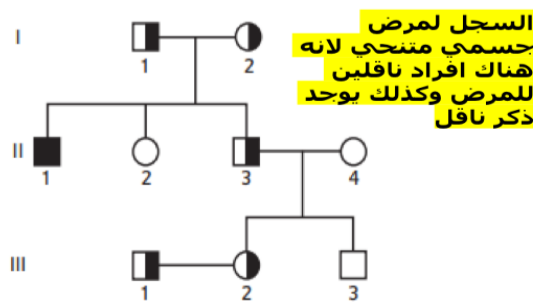 السجل لمرض
جسمي متنحي لانه
هناك افراد ناقلين
للمرض وكذلك يوجد
ذكر ناقل
I
1 2
II
1 2 3 4
III
1 2 3